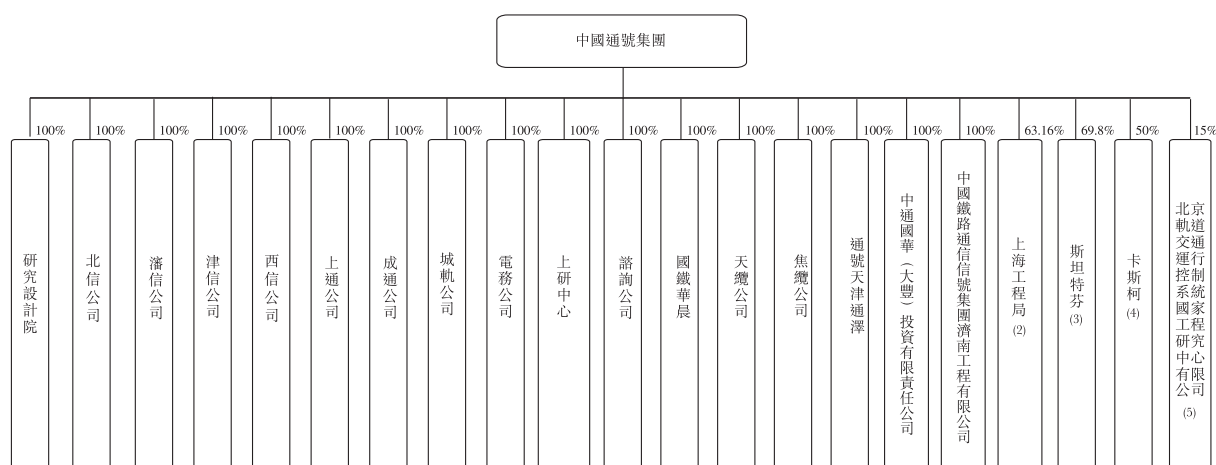 中國通號集團
100%
研究設計院
100%
北信公司
100%
瀋信公司
100%
津信公司
100%
西信公司
100%
上通公司
100%
成通公司
100%
城軌公司
100%
電務公司
100%
上研中心
100%
諮詢公司
100%
國鐵華晨
100%
天纜公司
100%
焦纜公司
100%
通號天津通澤
100%
中通國華（大豐）投資有限責任公司
100%
中國鐵路通信信號集團濟南工程有限公司
63.16%
上海工程局(2)
69.8%
斯坦特芬(3)
50%
卡斯柯(4)
15%
北京軌道交通運行控制系統國家工程研究中心有限公司(5)